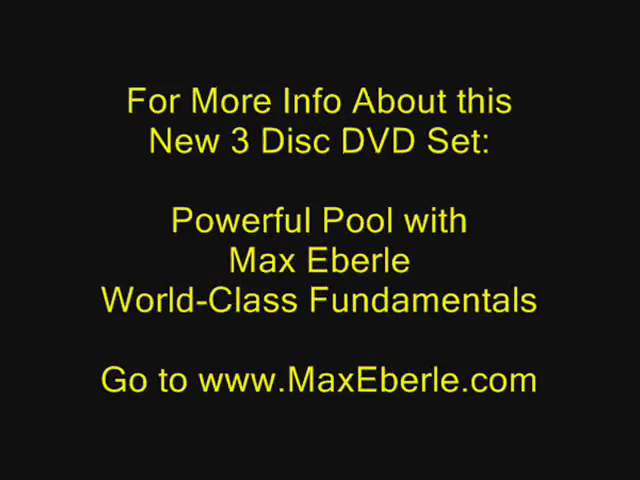 For More Info About this
New 3 Disc DVD Set:
Powerful Pool with
Max Eberle
World-Class Fundamentals
Go to www.MaxEberle.com